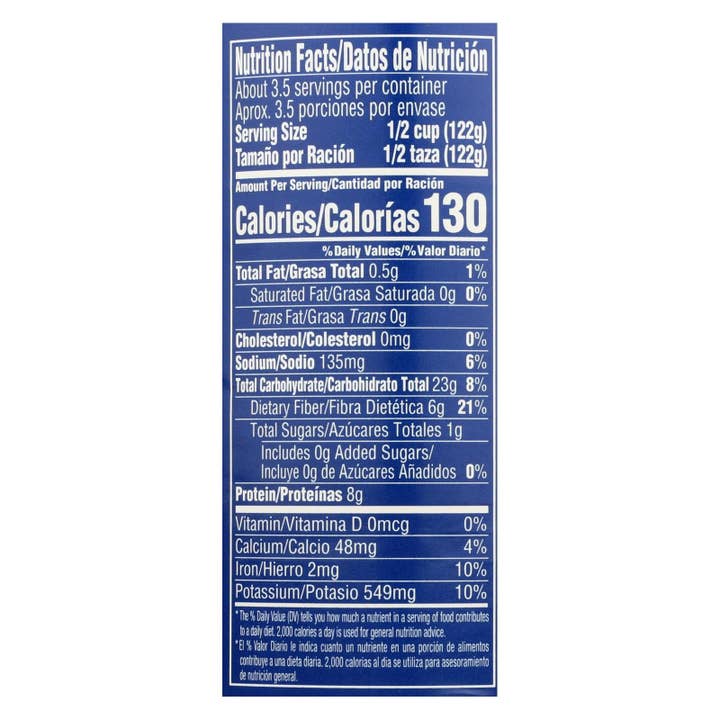 Nutrition Facts/Datos de Nutrición
About 3.5 servings per container
Aprox. 3.5 porciones por envase
Serving Size 1/2 cup (122g)
Tamaño por Ración 1/2 taza (122g)
Amount Per Serving/Cantidad por Ración
Calories/Calorías 130
% Daily Values/% Valor Diario*
Total Fat/Grasa Total 0.5g 1%
Saturated Fat/Grasa Saturada 0g 0%
Trans Fat/Grasa Trans 0g
Cholesterol/Colesterol 0mg 0%
Sodium/Sodio 135mg 6%
Total Carbohydrate/Carbohidrato Total 23g 8%
Dietary Fiber/Fibra Dietética 6g 21%
Total Sugars/Azúcares Totales 1g
Includes 0g Added Sugars/
Incluye 0g de Azúcares Añadidos 0%
Protein/Proteínas 8g
Vitamin/Vitamina D 0mcg 0%
Calcium/Calcio 48mg 4%
Iron/Hierro 2mg 10%
Potassium/Potasio 549mg 10%
*The % Daily Value (DV) tells you how much a nutrient in a serving of food contributes
to a daily diet. 2,000 calories a day is used for general nutrition advice.
*El % Valor Diario le indica cuanto un nutriente en una porción de alimentos
contribuye a una dieta diaria. 2,000 calorías al día se utiliza para asesoramiento
de nutrición general.